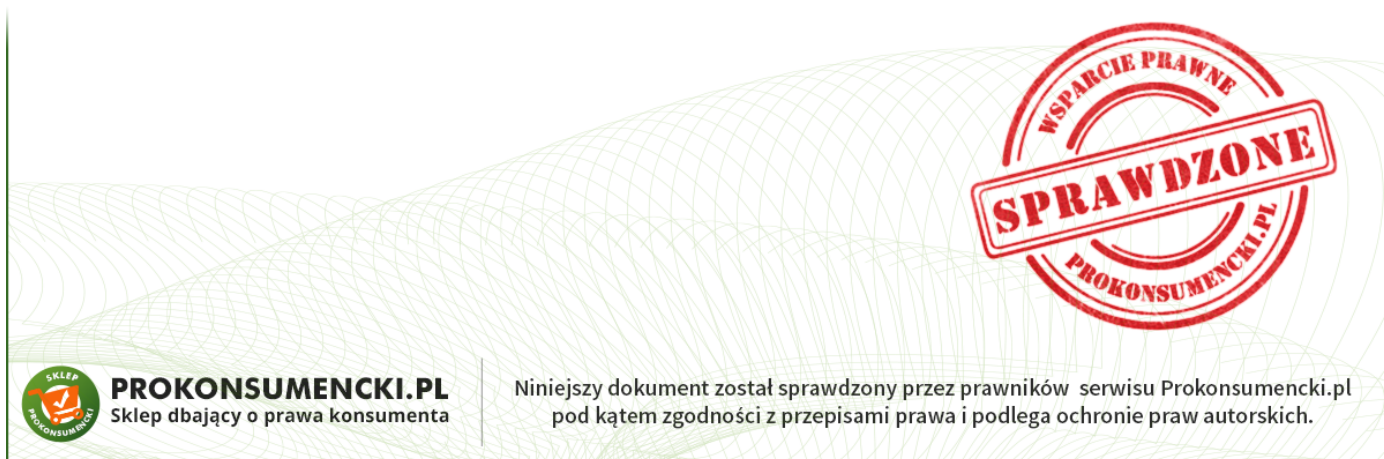 WSPARCIE PRAWNE
SPRAWDZONE
PROKONSUMENCKI.PL
SKLEP
PROKONSUMENCKI
PROKONSUMENCKI.PL
Sklep dbający o prawa konsumenta
Niniejszy dokument został sprawdzony przez prawników serwisu Prokonsumencki.pl
pod kątem zgodności z przepisami prawa i podlega ochronie praw autorskich.